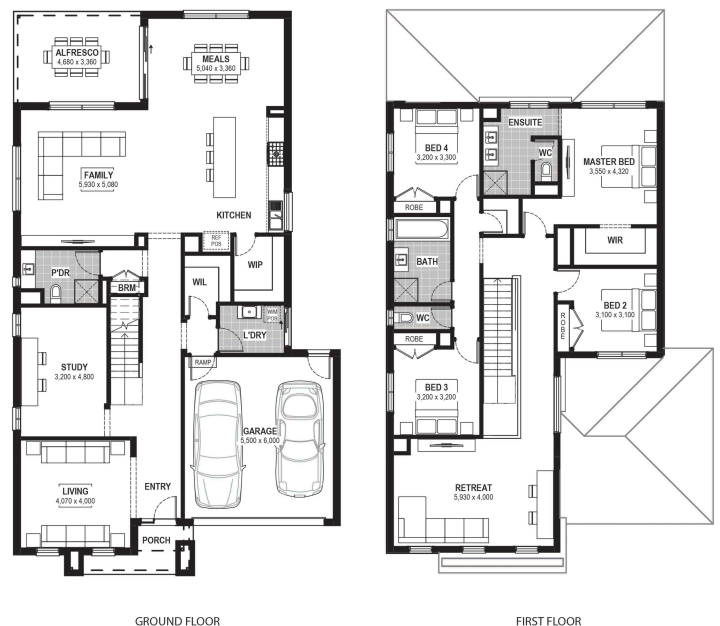 ALFRESCO
4,680 x 3,360
MEALS
5,040 x 3,360
FAMILY
5,930 x 5,080
KITCHEN
REF
POS
WIP
P'DR
BRM
WIL
WM
POS
L'DRY
RAMP
STUDY
3,200 x 4,800
GARAGE
5,500 x 6,000
LIVING
4,070 x 4,000
ENTRY
PORCH
GROUND FLOOR
BED 4
3,200 x 3,300
ENSUITE
WC
MASTER BED
3,550 x 4,320
ROBE
WIR
BATH
BED 2
3,100 x 3,100
ROBE
WC
ROBE
BED 3
3,200 x 3,200
RETREAT
5,930 x 4,000
FIRST FLOOR